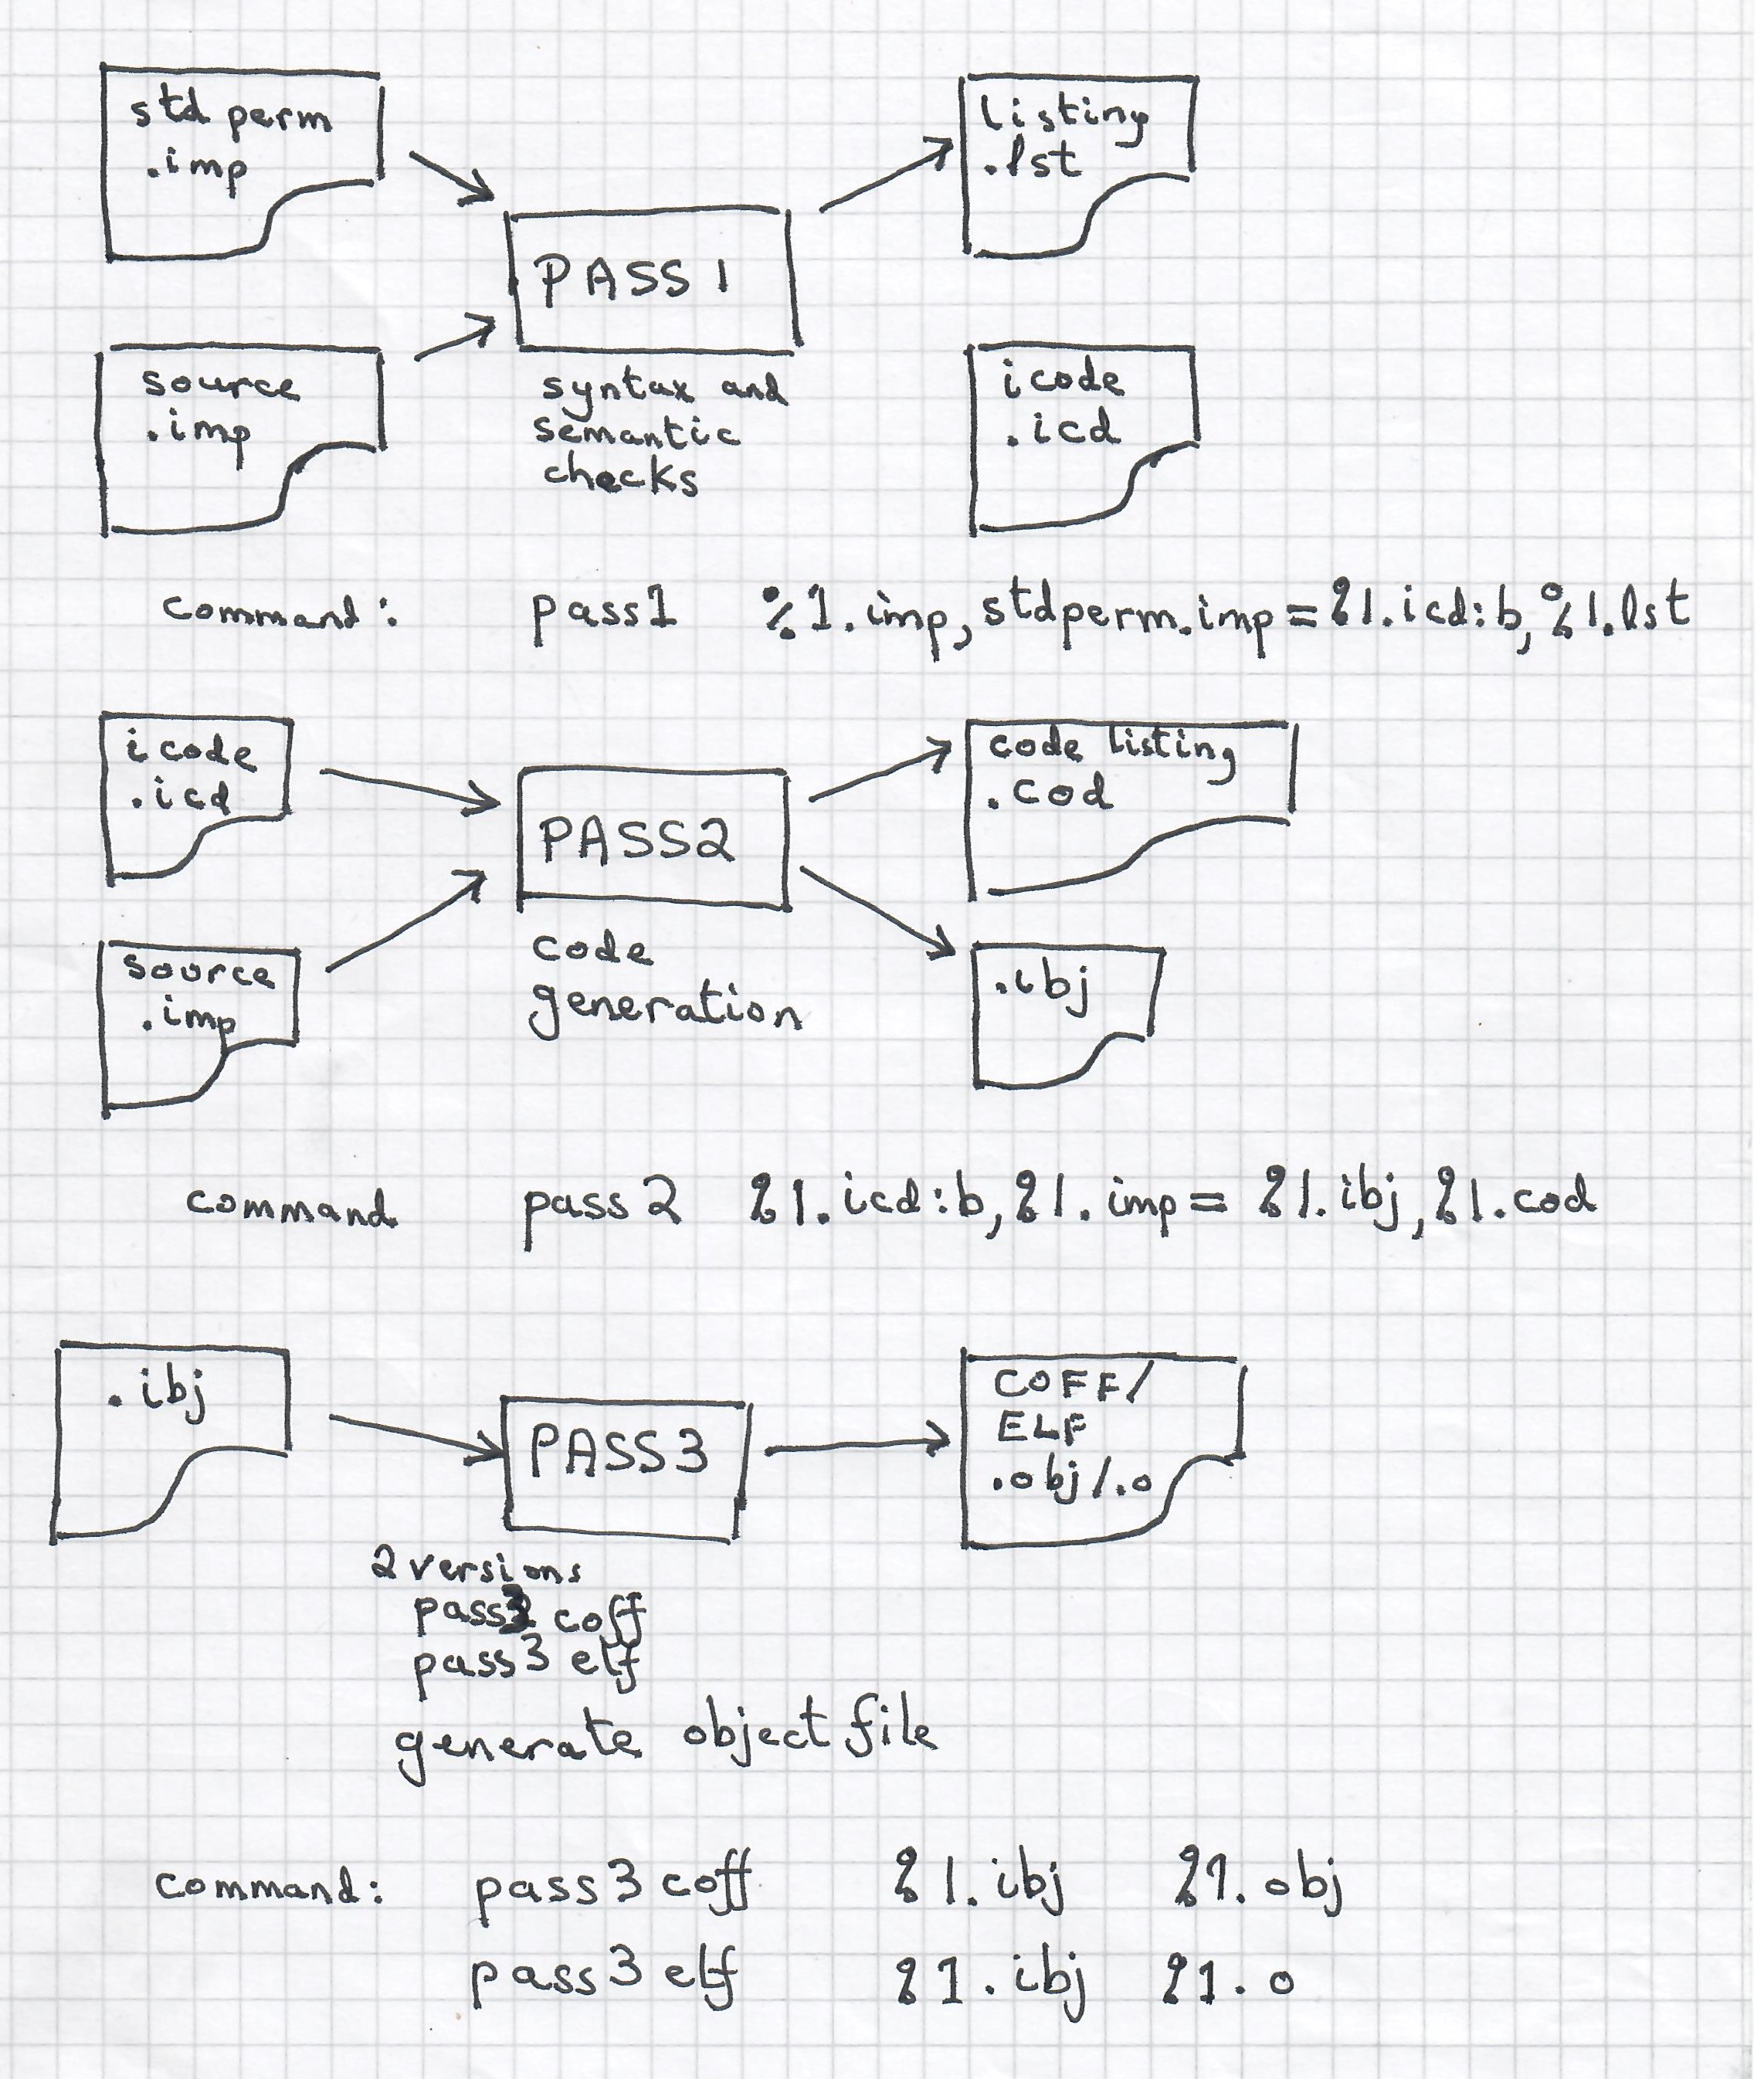 std perm
.imp
listing
.lst
PASS 1
source
.imp
syntax and
semantic
checks
icode
.icd
command: pass1 %1.imp, stdperm.imp=%1.icd:b,%1.lst
icode
.icd
code listing
.cod
PASS2
source
.imp
code
generation
.ibj
command pass2 %1.icd:b,%1.imp= %1.ibj,%1.cod
.ibj
PASS3
COFF/
ELF
.obj/.o
2 versions
pass3 coff
pass3 elf
generate object file
command: pass3 coff %1.ibj %1.obj
pass3 elf %1.ibj %1.o